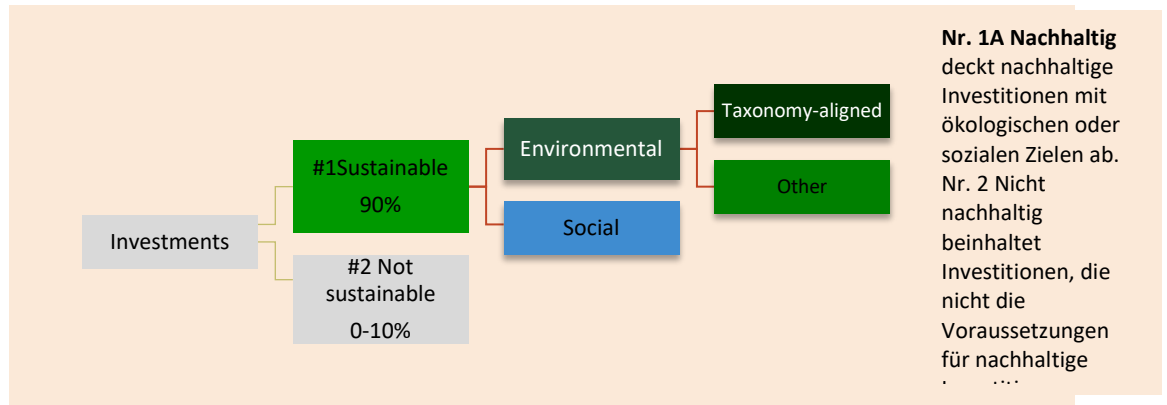 Investments
#1Sustainable
90%
#2 Not
sustainable
0-10%
Environmental
Social
Taxonomy-aligned
Other
Nr. 1A Nachhaltig
deckt nachhaltige
Investitionen mit
ökologischen oder
sozialen Zielen ab.
Nr. 2 Nicht
nachhaltig
beinhaltet
Investitionen, die
nicht die
Voraussetzungen
für nachhaltige